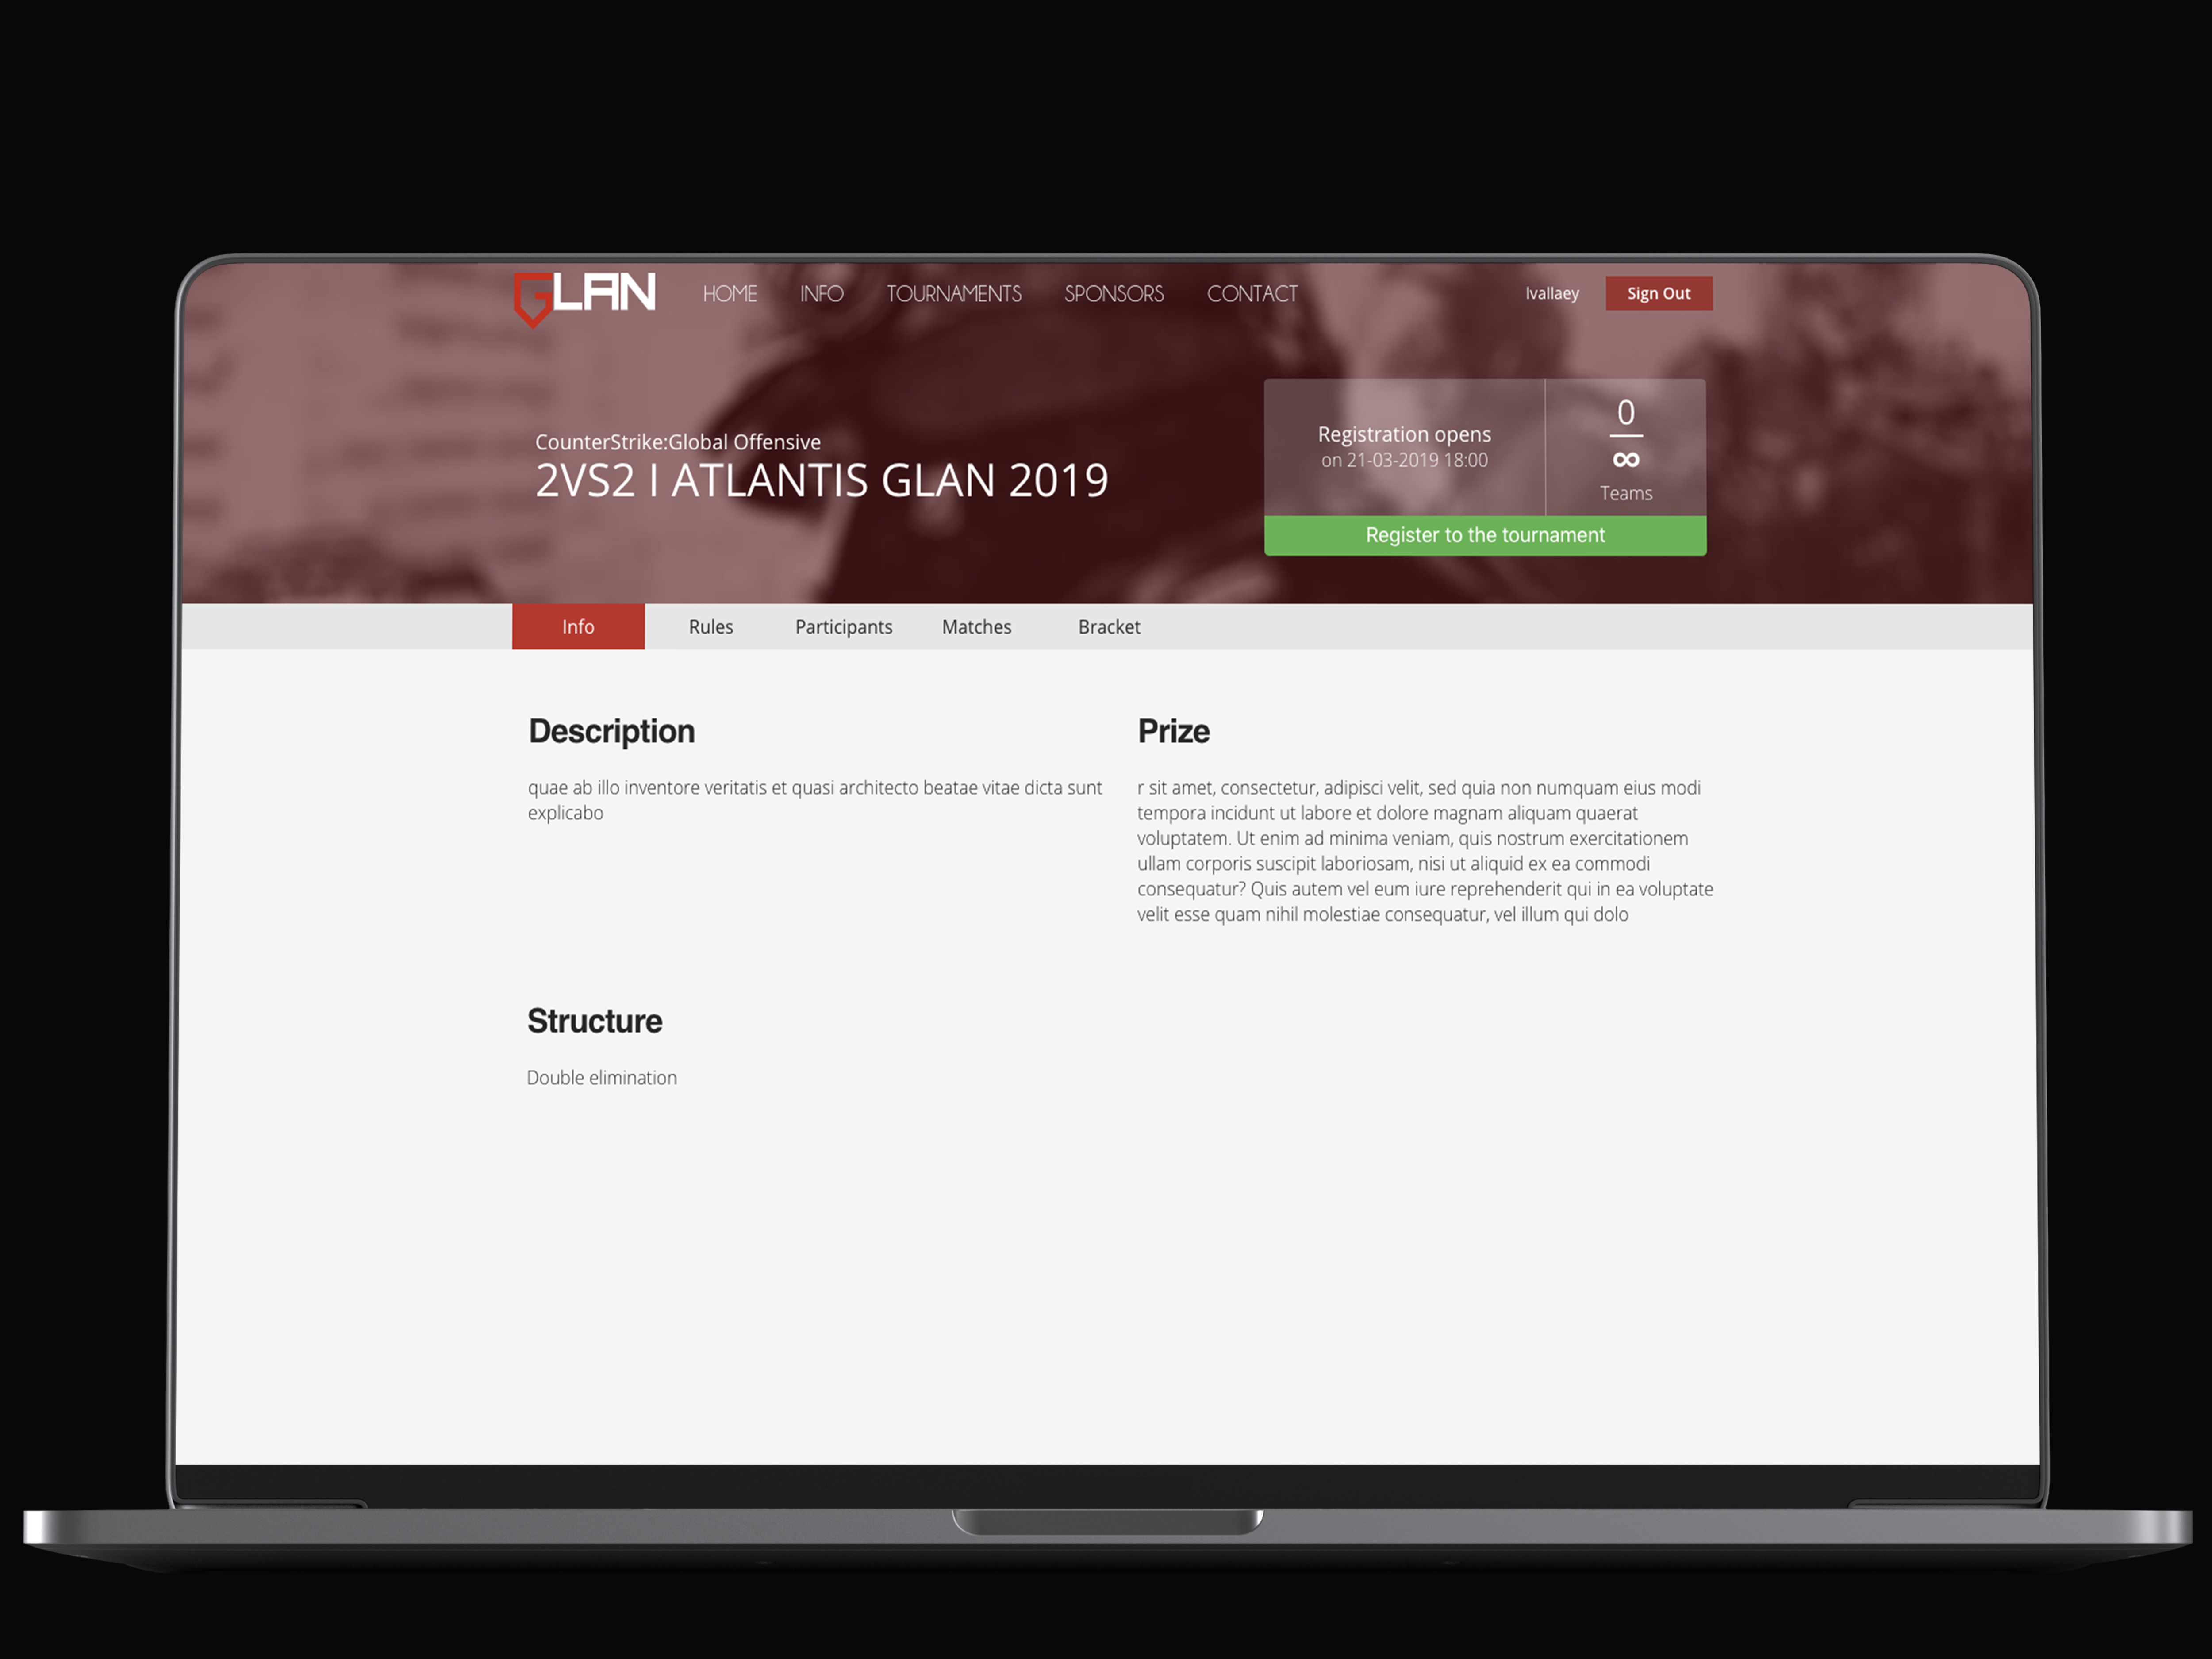 GLAN
HOME INFO TOURNAMENTS SPONSORS CONTACT
lvallaey Sign Out
CounterStrike:Global Offensive
2VS2 I ATLANTIS GLAN 2019
Registration opens
on 21-03-2019 18:00
0
∞
Teams
Register to the tournament
Info Rules Participants Matches Bracket
Description
quae ab illo inventore veritatis et quasi architecto beatae vitae dicta sunt
explicabo
Prize
r sit amet, consectetur, adipisci velit, sed quia non numquam eius modi
tempora incidunt ut labore et dolore magnam aliquam quaerat
voluptatem. Ut enim ad minima veniam, quis nostrum exercitationem
ullam corporis suscipit laboriosam, nisi ut aliquid ex ea commodi
consequatur? Quis autem vel eum iure reprehenderit qui in ea voluptate
velit esse quam nihil molestiae consequatur, vel illum qui dolo
Structure
Double elimination